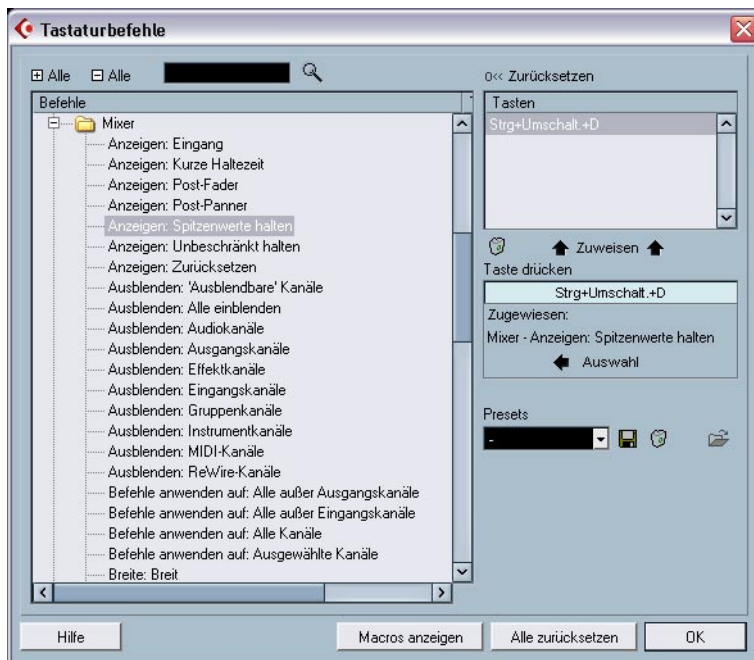 Tastaturbefehle
Alle Alle
Befehle
Mixer
Anzeigen: Eingang
Anzeigen: Kurze Haltezeit
Anzeigen: Post-Fader
Anzeigen: Post-Panner
Anzeigen: Spitzenwerte halten
Anzeigen: Unbeschränkt halten
Anzeigen: Zurücksetzen
Ausblenden: 'Ausblendbare' Kanäle
Ausblenden: Alle einblenden
Ausblenden: Audiokanäle
Ausblenden: Ausgangskanäle
Ausblenden: Effektkanäle
Ausblenden: Eingangskanäle
Ausblenden: Gruppenkanäle
Ausblenden: Instrumentkanäle
Ausblenden: MIDI-Kanäle
Ausblenden: ReWire-Kanäle
Befehle anwenden auf: Alle außer Ausgangskanäle
Befehle anwenden auf: Alle außer Eingangskanäle
Befehle anwenden auf: Alle Kanäle
Befehle anwenden auf: Ausgewählte Kanäle
Breite: Breit
0<< Zurücksetzen
Tasten
Strg+Umschalt.+D
Zuweisen
Taste drücken
Strg+Umschalt.+D
Zugewiesen:
Mixer - Anzeigen: Spitzenwerte halten
Auswahl
Presets
-
Hilfe
Macros anzeigen
Alle zurücksetzen
OK